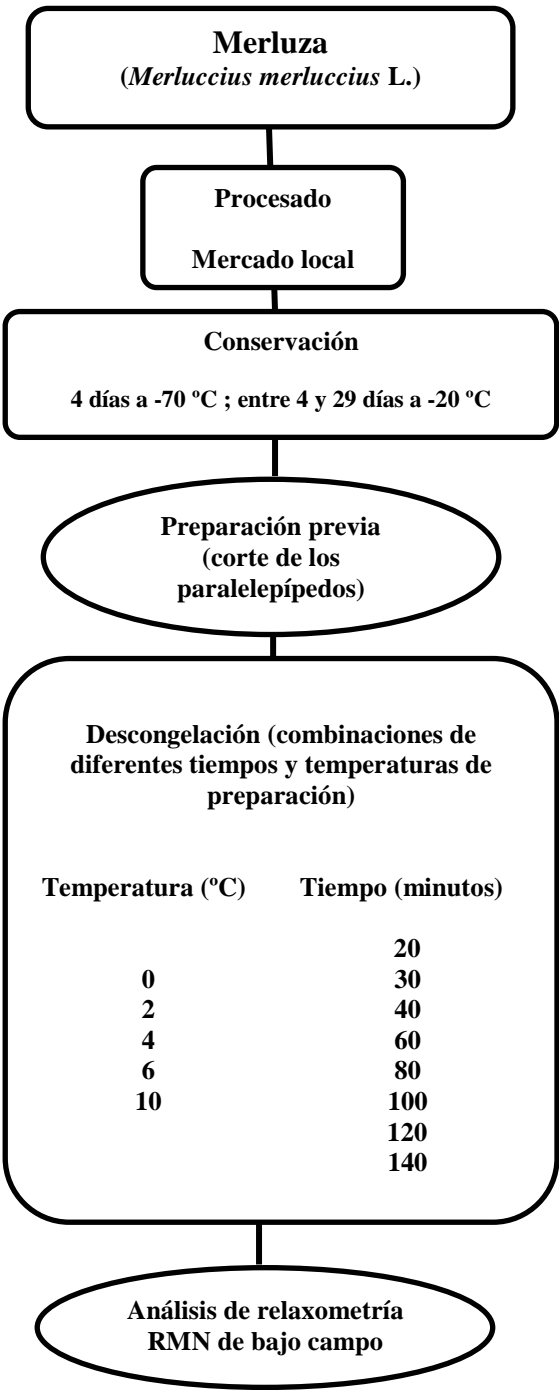 Merluza
(Merluccius merluccius L.)
Procesado
Mercado local
Conservación
4 días a -70 ºC ; entre 4 y 29 días a -20 ºC
Preparación previa
(corte de los
paralelepípedos)
Descongelación (combinaciones de
diferentes tiempos y temperaturas de
preparación)
Temperatura (ºC) Tiempo (minutos)
20
0 30
2 40
4 60
6 80
10 100
120
140
Análisis de relaxometría
RMN de bajo campo